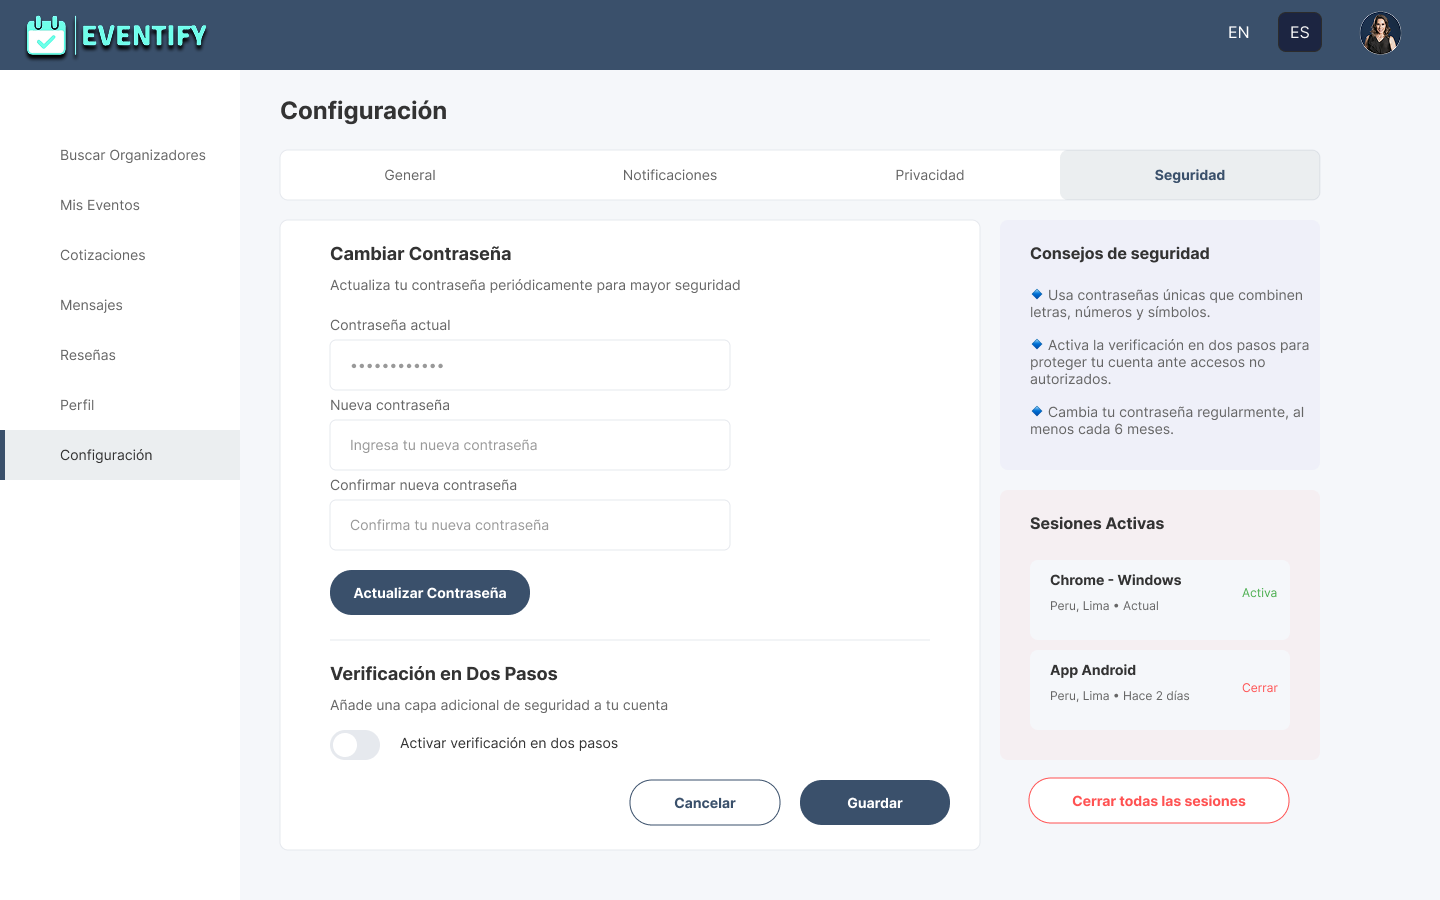 EVENTIFY
EN
ES
Buscar Organizadores
Mis Eventos
Cotizaciones
Mensajes
Reseñas
Perfil
Configuración
Configuración
General
Notificaciones
Privacidad
Seguridad
Cambiar Contraseña
Actualiza tu contraseña periódicamente para mayor seguridad
Contraseña actual
••••••••••••
Nueva contraseña
Ingresa tu nueva contraseña
Confirmar nueva contraseña
Confirma tu nueva contraseña
Actualizar Contraseña
Verificación en Dos Pasos
Añade una capa adicional de seguridad a tu cuenta
Activar verificación en dos pasos
Cancelar
Guardar
Consejos de seguridad
🔹 Usa contraseñas únicas que combinen
letras, números y símbolos.
🔹 Activa la verificación en dos pasos para
proteger tu cuenta ante accesos no
autorizados.
🔹 Cambia tu contraseña regularmente, al
menos cada 6 meses.
Sesiones Activas
Chrome - Windows
Peru, Lima • Actual
Activa
App Android
Peru, Lima • Hace 2 días
Cerrar
Cerrar todas las sesiones